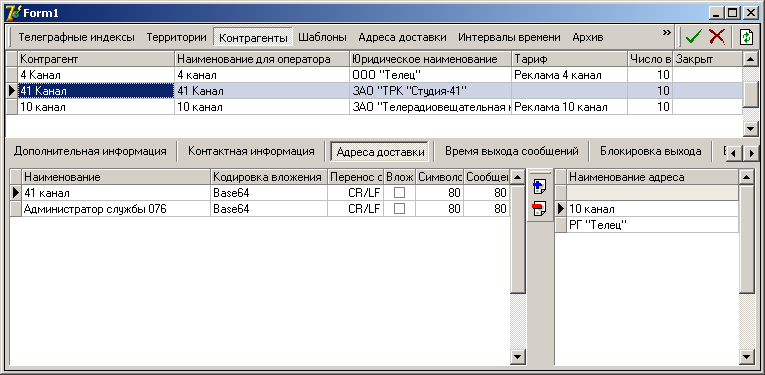 Form1
Телеграфные индексы Территории Контрагенты Шаблоны Адреса доставки Интервалы времени Архив »
Контрагент Наименование для оператора Юридическое наименование Тариф Число в Закрыт
4 Канал 4 канал ООО "Телец" Реклама 4 канал 10
41 Канал 41 Канал ЗАО "ТРК "Студия-41" 10
10 канал 10 канал ЗАО "Телерадиовещательная к Реклама 10 канал 10
Дополнительная информация Контактная информация Адреса доставки Время выхода сообщений Блокировка выхода
Наименование Кодировка вложения Перенос с Влож Символо Сообщен Наименование адреса
41 канал Base64 CR/LF 80 80
Администратор службы 076 Base64 CR/LF 80 80
10 канал
РГ "Телец"